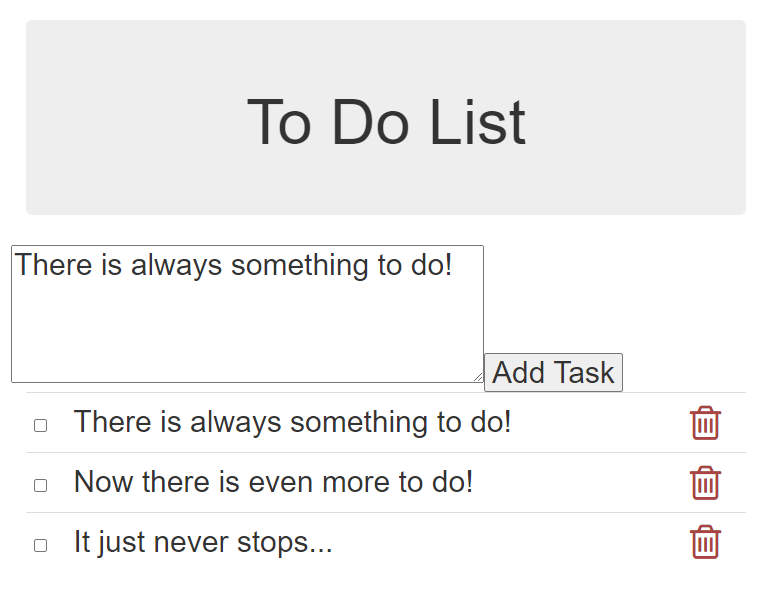 To Do List
There is always something to do!
Add Task
There is always something to do!
Now there is even more to do!
It just never stops...